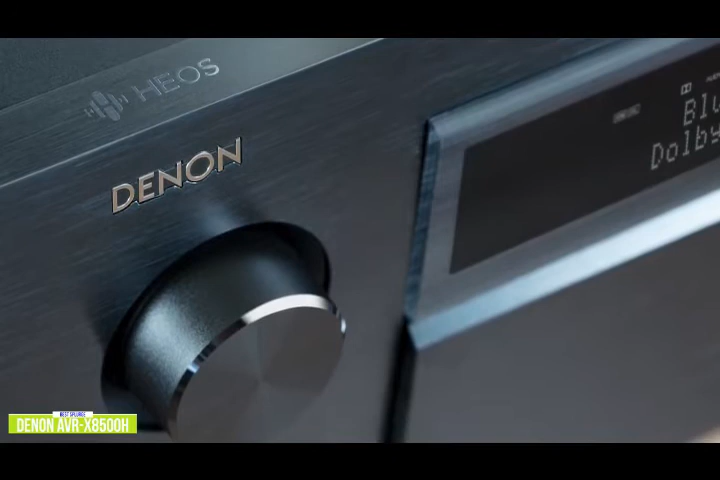 HEOS
DENON
Blu
Dolby
BEST SPLURGE
DENON AVR-X8500H